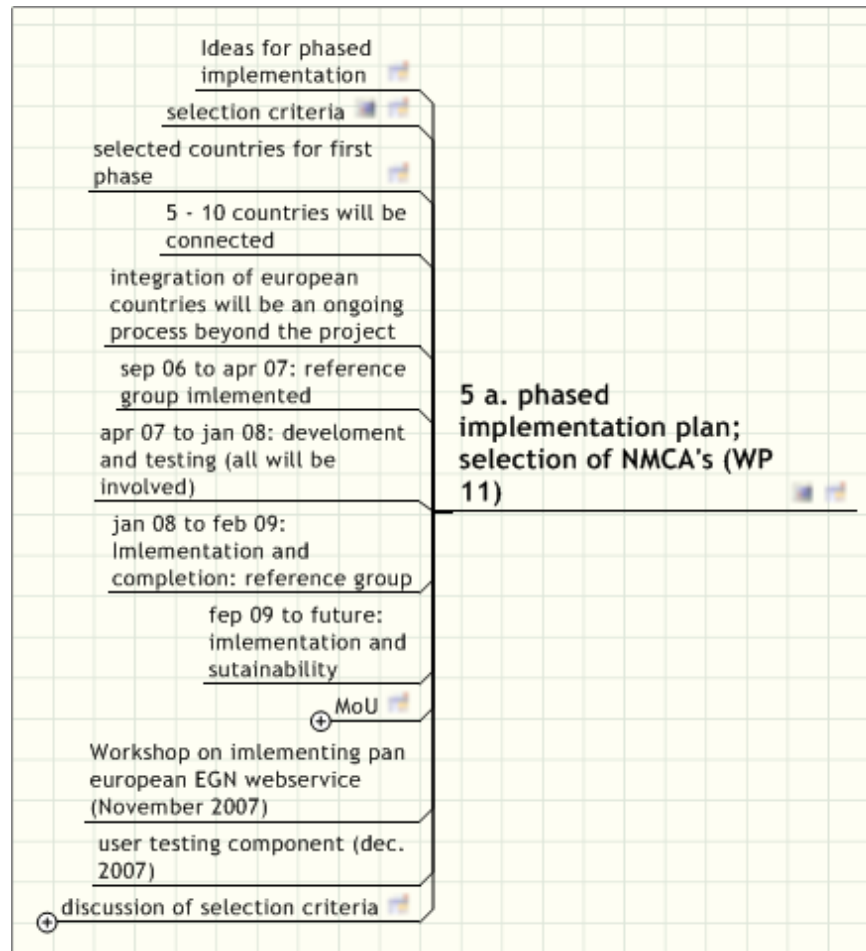 Ideas for phased
implementation
selection criteria
selected countries for first
phase
5 - 10 countries will be
connected
integration of european
countries will be an ongoing
process beyond the project
sep 06 to apr 07: reference
group imlemented
apr 07 to jan 08: develoment
and testing (all will be
involved)
jan 08 to feb 09:
Imlementation and
completion: reference group
fep 09 to future:
imlementation and
sutainability
MoU
Workshop on imlementing pan
european EGN webservice
(November 2007)
user testing component (dec.
2007)
discussion of selection criteria
5 a. phased
implementation plan;
selection of NMCA's (WP
11)